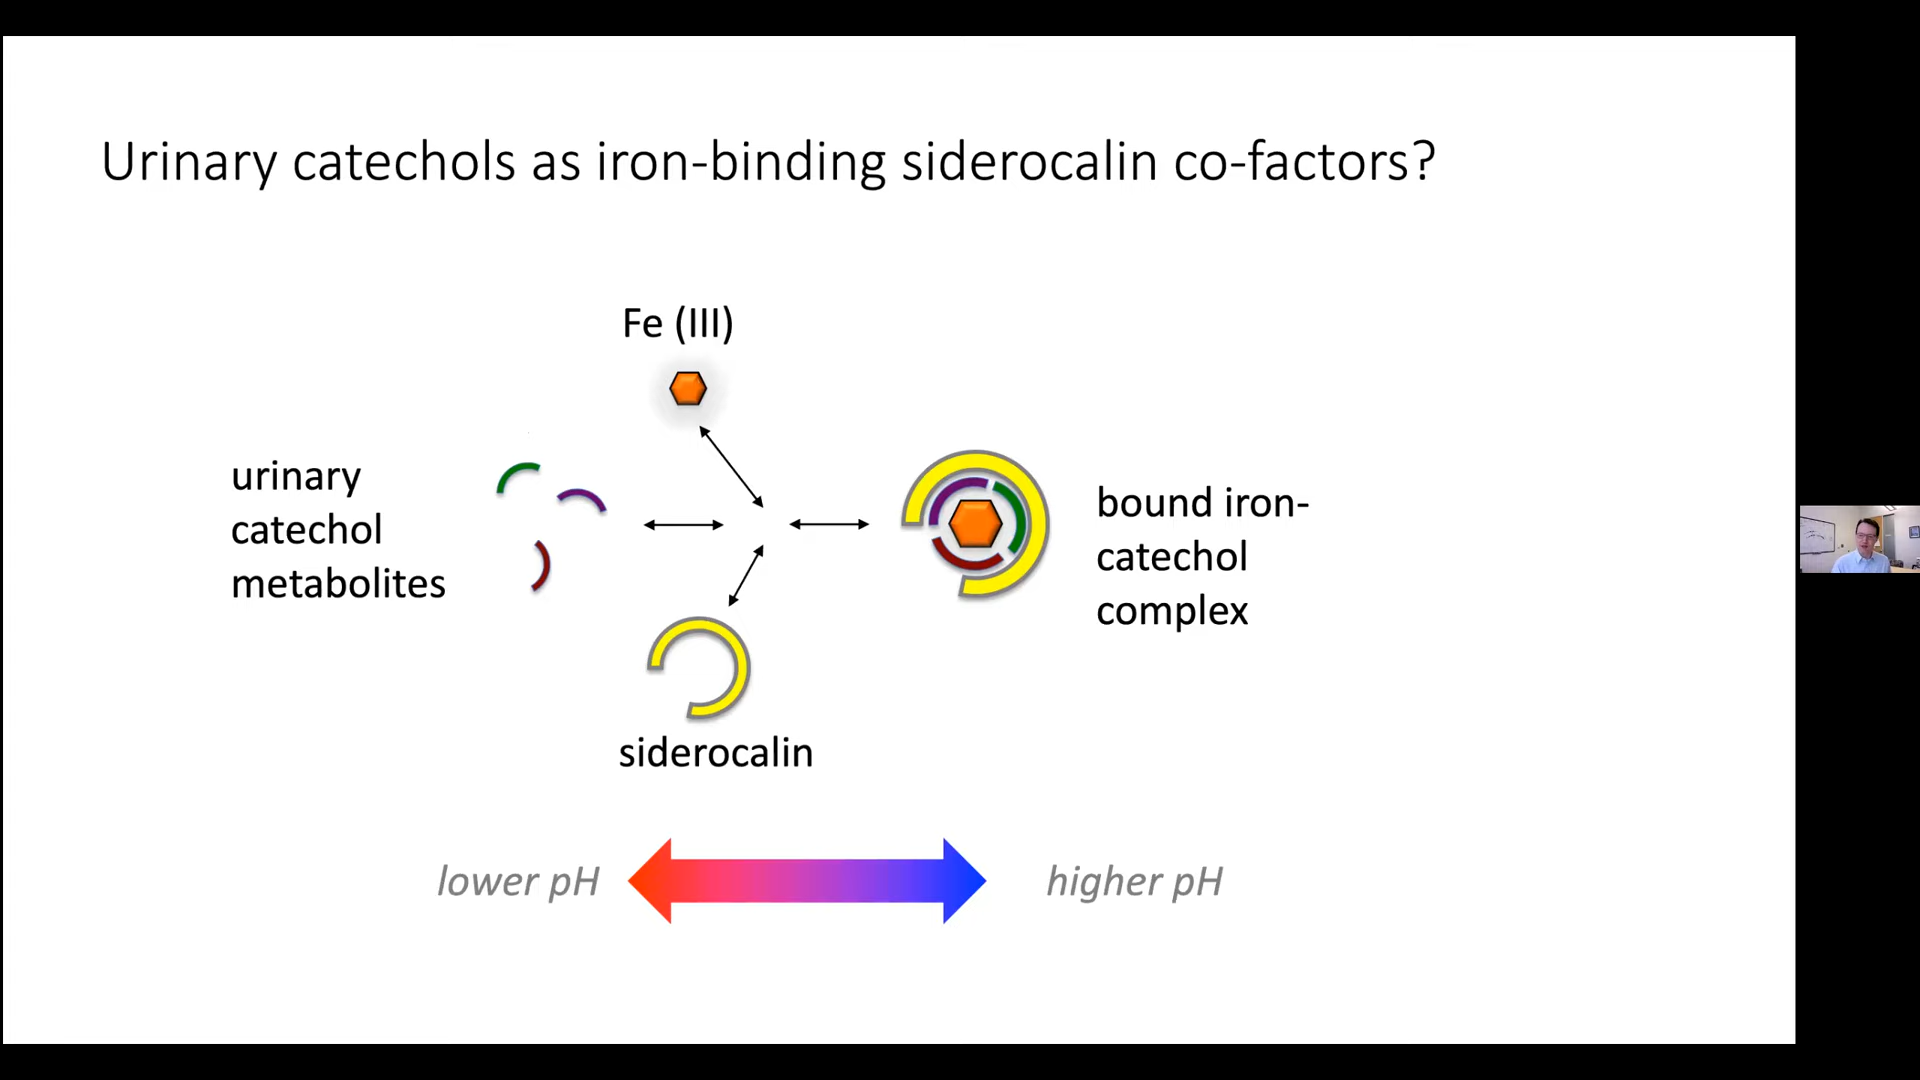 Urinary catechols as iron-binding siderocalin co-factors?
Fe (III)
urinary
catechol
metabolites
bound iron-
catechol
complex
siderocalin
lower pH
higher pH